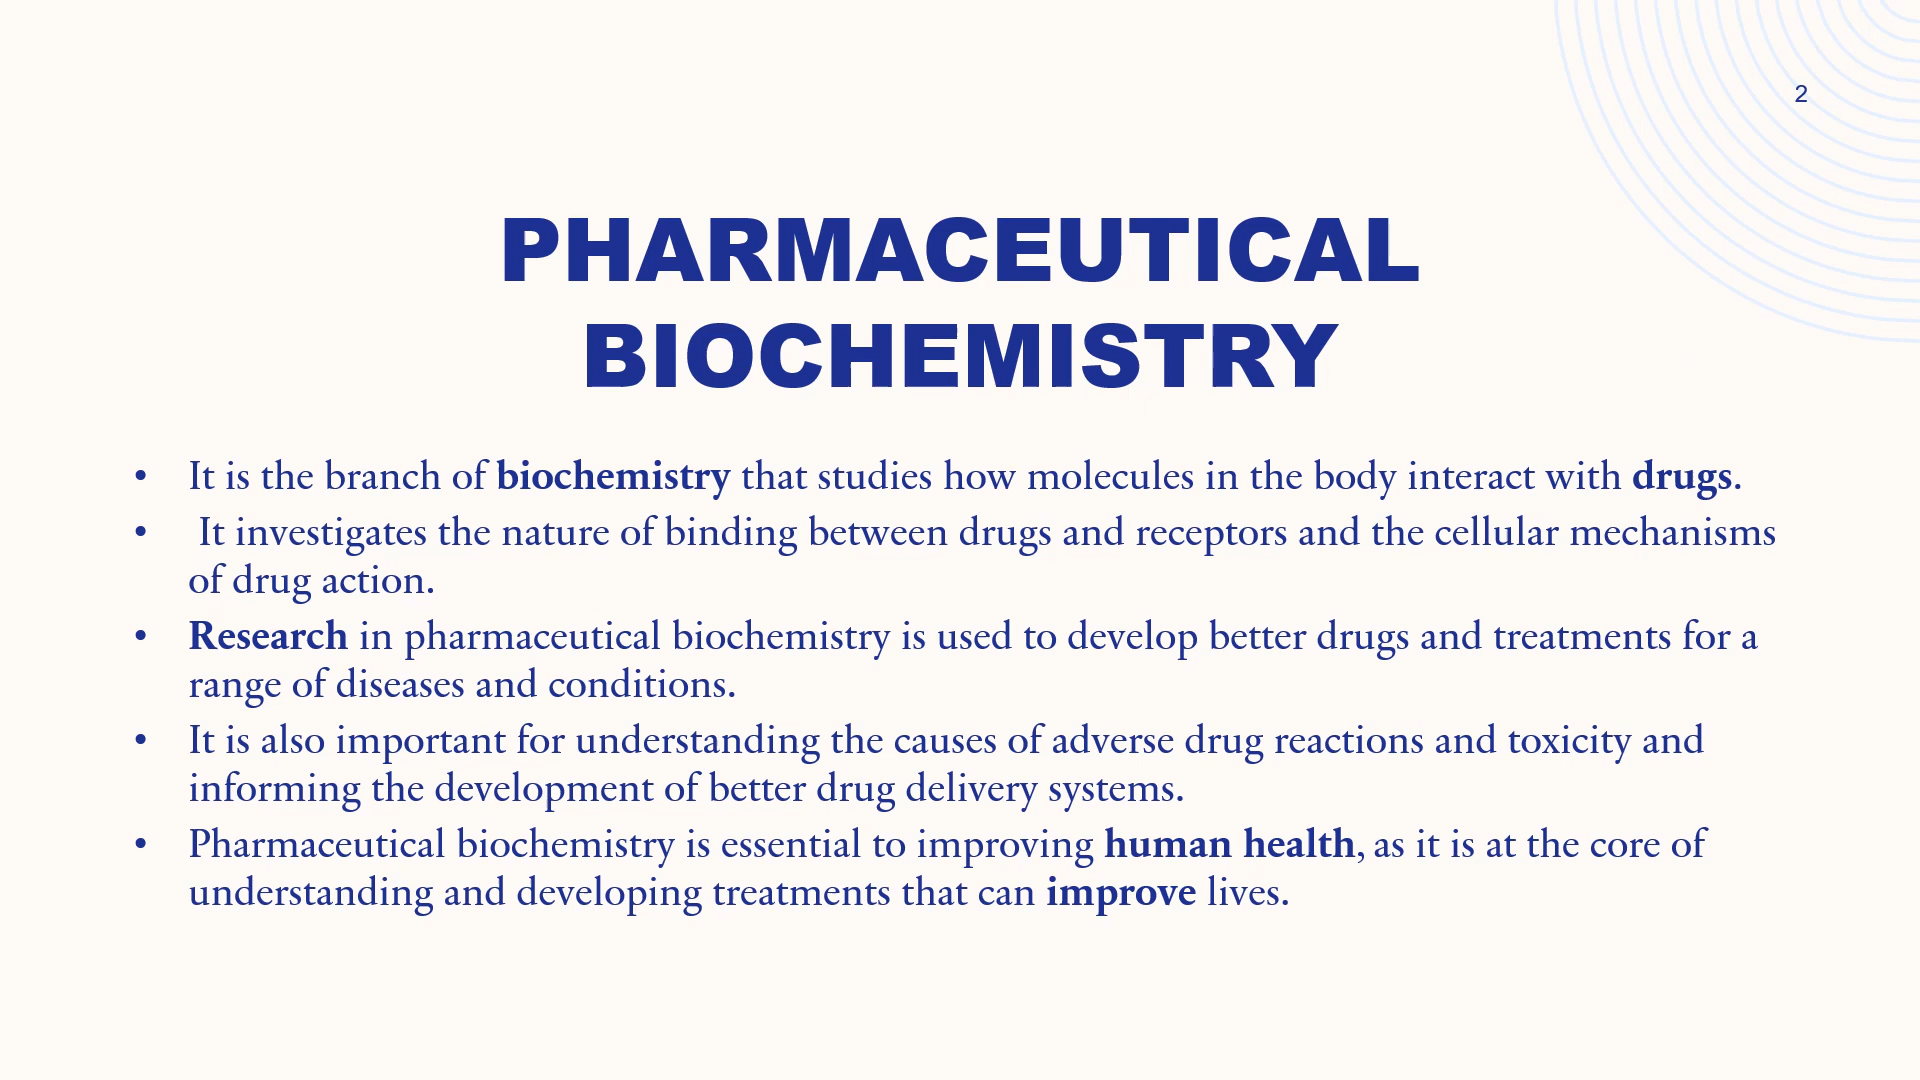 2
PHARMACEUTICAL
BIOCHEMISTRY
• It is the branch of biochemistry that studies how molecules in the body interact with drugs.
• It investigates the nature of binding between drugs and receptors and the cellular mechanisms
of drug action.
• Research in pharmaceutical biochemistry is used to develop better drugs and treatments for a
range of diseases and conditions.
• It is also important for understanding the causes of adverse drug reactions and toxicity and
informing the development of better drug delivery systems.
• Pharmaceutical biochemistry is essential to improving human health, as it is at the core of
understanding and developing treatments that can improve lives.